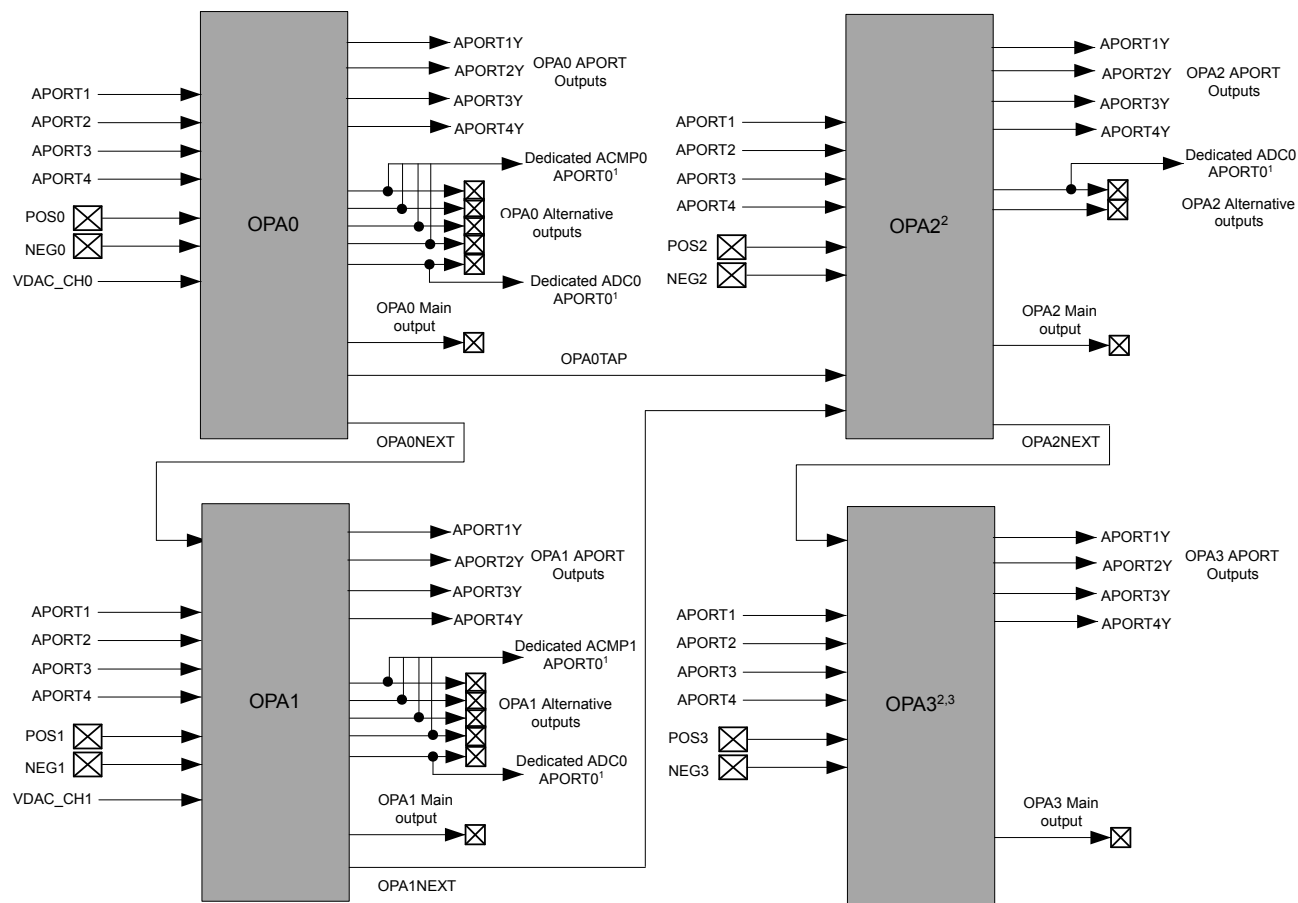 APORT1
APORT2
APORT3
APORT4
POS0
NEG0
VDAC_CH0
OPA0
APORT1Y
APORT2Y
APORT3Y
APORT4Y
OPA0 APORT
Outputs
Dedicated ACMP0
APORT0¹
OPA0 Alternative
outputs
Dedicated ADC0
APORT0¹
OPA0 Main
output
OPA0TAP
OPA0NEXT
APORT1
APORT2
APORT3
APORT4
POS2
NEG2
OPA2²
APORT1Y
APORT2Y
APORT3Y
APORT4Y
OPA2 APORT
Outputs
Dedicated ADC0
APORT0¹
OPA2 Alternative
outputs
OPA2 Main
output
OPA2NEXT
APORT1
APORT2
APORT3
APORT4
POS1
NEG1
VDAC_CH1
OPA1
APORT1Y
APORT2Y
APORT3Y
APORT4Y
OPA1 APORT
Outputs
Dedicated ACMP1
APORT0¹
OPA1 Alternative
outputs
Dedicated ADC0
APORT0¹
OPA1 Main
output
OPA1NEXT
APORT1
APORT2
APORT3
APORT4
POS3
NEG3
OPA3²,³
APORT1Y
APORT2Y
APORT3Y
APORT4Y
OPA3 APORT
Outputs
OPA3 Main
output